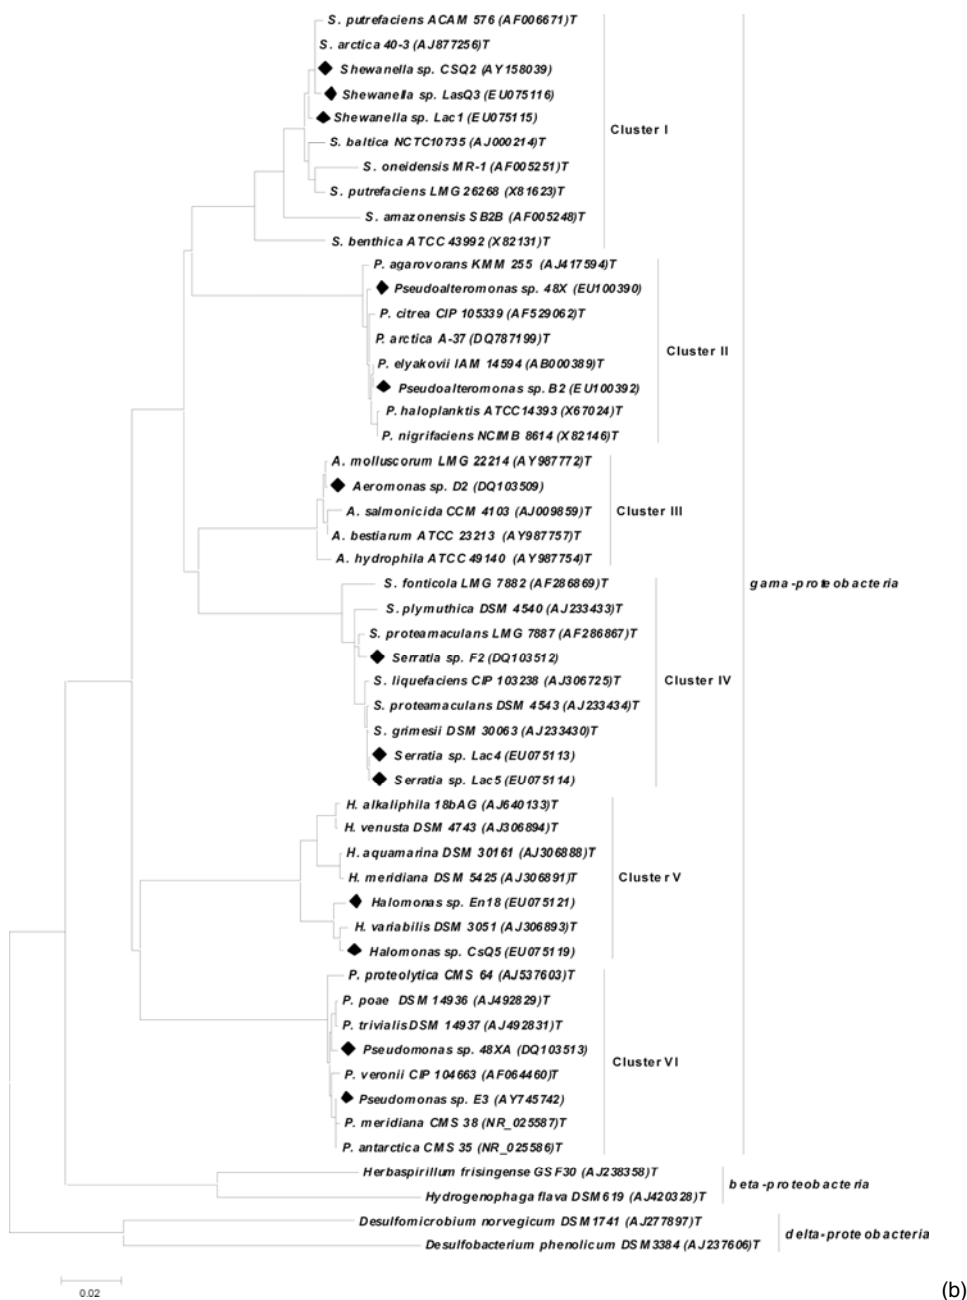 S. putrefaciens ACAM 576 (AF006671)T
S. arctica 40-3 (AJ877256)T
Shewanella sp. CSQ2 (AY158039)
Shewanella sp. LasQ3 (EU075116)
Shewanella sp. Lac1 (EU075115)
Cluster I
S. baltica NCTC10735 (AJ000214)T
S. oneidensis MR-1 (AF005251)T
S. putrefaciens LMG 26268 (X81623)T
S. amazonensis SB2B (AF005248)T
S. benthica ATCC 43992 (X82131)T
P. agarovorans KMM 255 (AJ417594)T
Pseudoalteromonas sp. 48X (EU100390)
P. citrea CIP 105339 (AF529062)T
P. arctica A-37 (DQ787199)T
Cluster II
P. elyakovii IAM 14594 (AB000389)T
Pseudoalteromonas sp. B2 (EU100392)
P. haloplanktis ATCC14393 (X67024)T
P. nigrifaciens NCIMB 8614 (X82146)T
A. molluscorum LMG 22214 (AY987772)T
Aeromonas sp. D2 (DQ103509)
A. salmonicida CCM 4103 (AJ009859)T
Cluster III
A. bestiarum ATCC 23213 (AY987757)T
A. hydrophila ATCC 49140 (AY987754)T
S. fonticola LMG 7882 (AF286869)T
gama-proteobacteria
S. plymuthica DSM 4540 (AJ233433)T
S. proteamaculans LMG 7887 (AF286867)T
Serratia sp. F2 (DQ103512)
S. liquefaciens CIP 103238 (AJ306725)T
Cluster IV
S. proteamaculans DSM 4543 (AJ233434)T
S. grimesii DSM 30063 (AJ233430)T
Serratia sp. Lac4 (EU075113)
Serratia sp. Lac5 (EU075114)
H. alkaliphila 18bAG (AJ640133)T
H. venusta DSM 4743 (AJ306894)T
H. aquamarina DSM 30161 (AJ306888)T
H. meridiana DSM 5425 (AJ306891)T
Cluster V
Halomonas sp. En18 (EU075121)
H. variabilis DSM 3051 (AJ306893)T
Halomonas sp. CsQ5 (EU075119)
P. proteolytica CMS 64 (AJ537603)T
P. poae DSM 14936 (AJ492829)T
P. trivialis DSM 14937 (AJ492831)T
Pseudomonas sp. 48XA (DQ103513)
Cluster VI
P. veronii CIP 104663 (AF064460)T
Pseudomonas sp. E3 (AY745742)
P. meridiana CMS 38 (NR_025587)T
P. antarctica CMS 35 (NR_025586)T
Herbaspirillum frisingense GSF30 (AJ238358)T
beta-proteobacteria
Hydrogenophaga flava DSM619 (AJ420328)T
Desulfomicrobium norvegicum DSM1741 (AJ277897)T
delta-proteobacteria
Desulfobacterium phenolicum DSM3384 (AJ237606)T
0.02
(b)